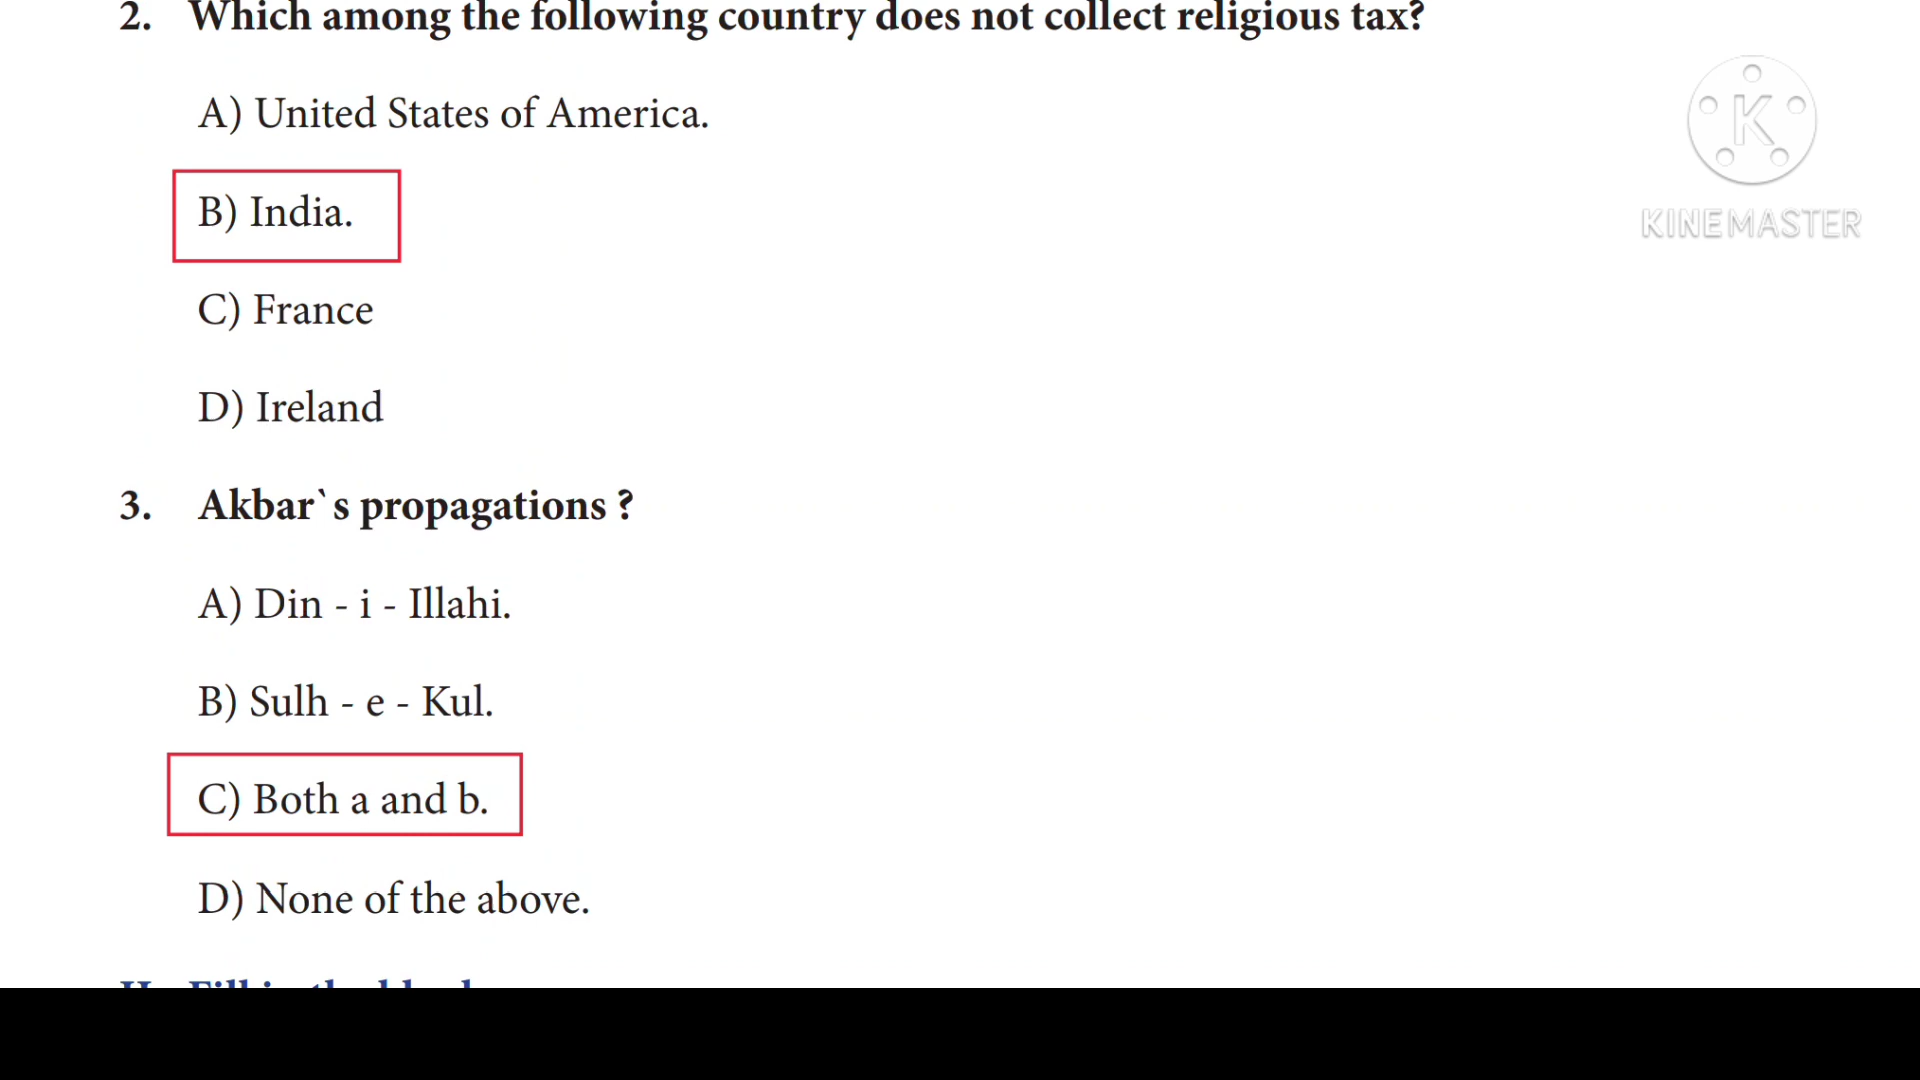 2. Which among the following country does not collect religious tax?
A) United States of America.
B) India.
C) France
D) Ireland
3. Akbar`s propagations ?
A) Din - i - Illahi.
B) Sulh - e - Kul.
C) Both a and b.
D) None of the above.
K
KINEMASTER